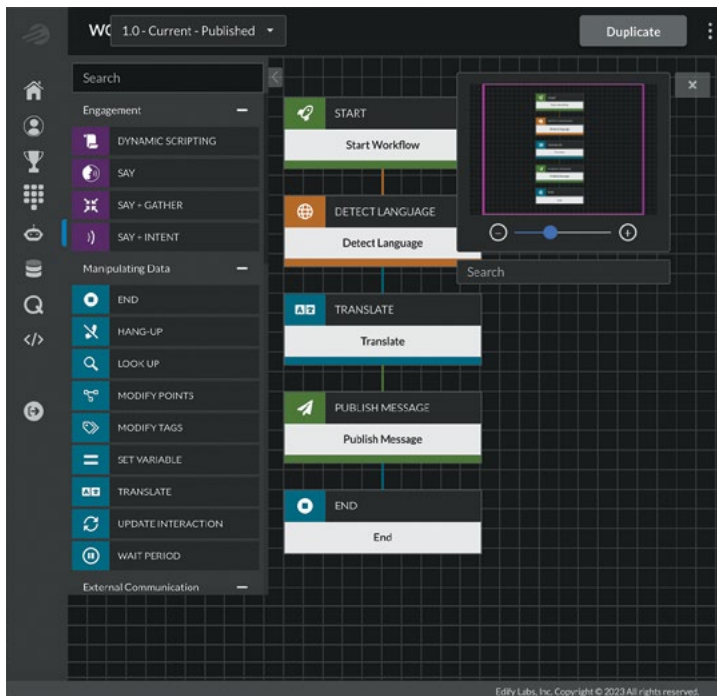 WO
1.0 - Current - Published
Duplicate
Search
Engagement
DYNAMIC SCRIPTING
SAY
SAY + GATHER
SAY + INTENT
Manipulating Data
END
HANG-UP
LOOK UP
MODIFY POINTS
MODIFY TAGS
SET VARIABLE
TRANSLATE
UPDATE INTERACTION
WAIT PERIOD
External Communication
START
Start Workflow
DETECT LANGUAGE
Detect Language
TRANSLATE
Translate
PUBLISH MESSAGE
Publish Message
END
End
Search
Edify Labs, Inc. Copyright © 2023 All rights reserved.